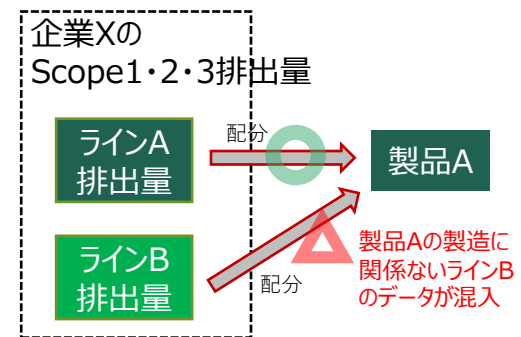 企業Xの
Scope1・2・3排出量
ラインA
排出量
配分
製品A
ラインB
排出量
配分
製品Aの製造に
関係ないラインB
のデータが混入